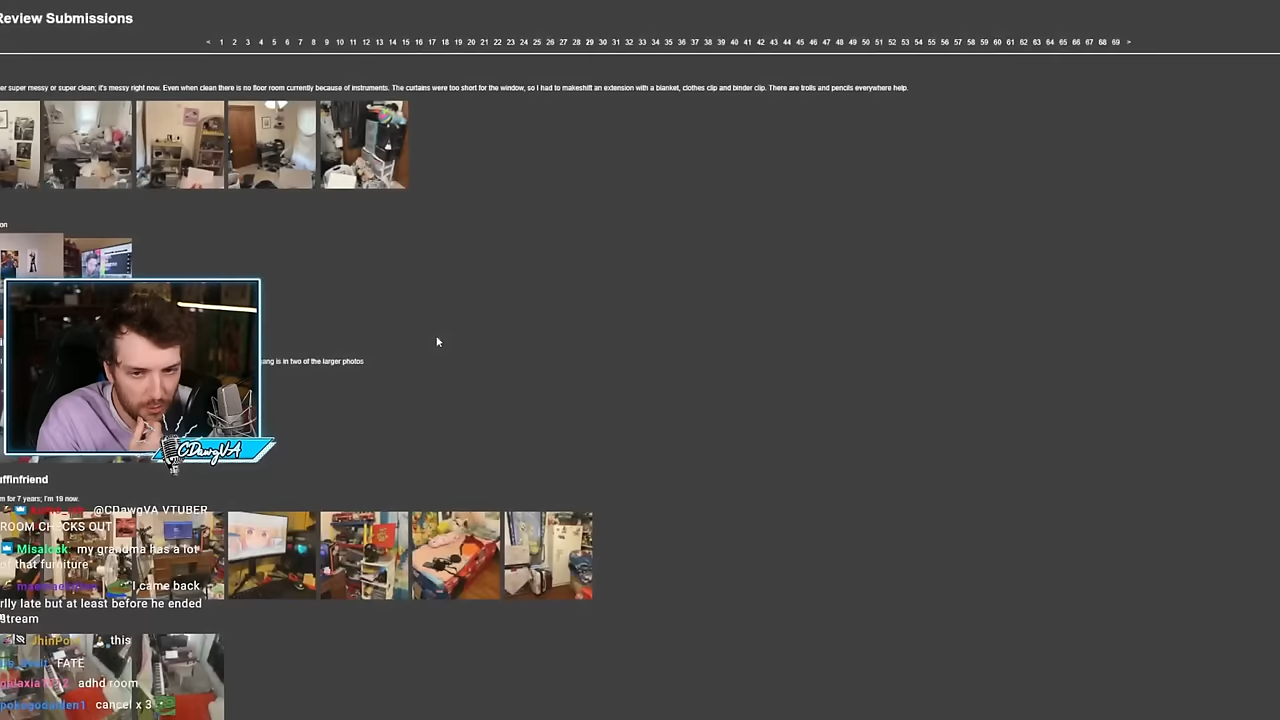 Review Submissions
< 1 2 3 4 5 6 7 8 9 10 11 12 13 14 15 16 17 18 19 20 21 22 23 24 25 26 27 28 29 30 31 32 33 34 35 36 37 38 39 40 41 42 43 44 45 46 47 48 49 50 51 52 53 54 55 56 57 58 59 60 61 62 63 64 65 66 67 68 69 >
er super messy or super clean; it's messy right now. Even when clean there is no floor room currently because of instruments. The curtains were too short for the window, so I had to makeshift an extension with a blanket, clothes clip and binder clip. There are trolls and pencils everywhere help.
on
ang is in two of the larger photos
CDawgVA
uffinfriend
m for 7 years; I'm 19 now.
@CDawgVA VTUBER
ROOM CHECKS OUT
Misaloak my grandma has a lot
of that furniture
I came back
rlly late but at least before he ended
stream
this
FATE
adhd room
cancel x 3